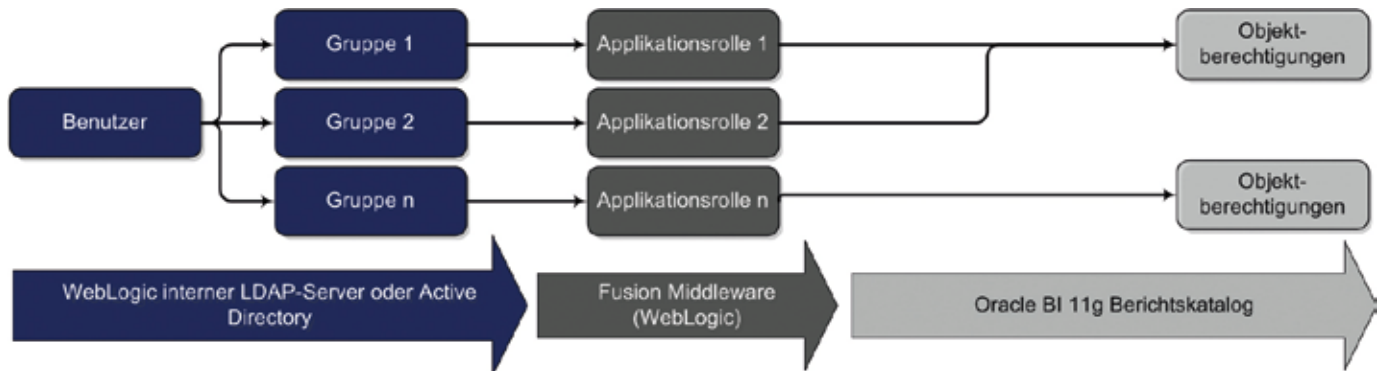 Gruppe 1
Applikationsrolle 1
Objekt-
berechtigungen
Benutzer
Gruppe 2
Applikationsrolle 2
Gruppe n
Applikationsrolle n
Objekt-
berechtigungen
WebLogic interner LDAP-Server oder Active
Directory
Fusion Middleware
(WebLogic)
Oracle BI 11g Berichtskatalog